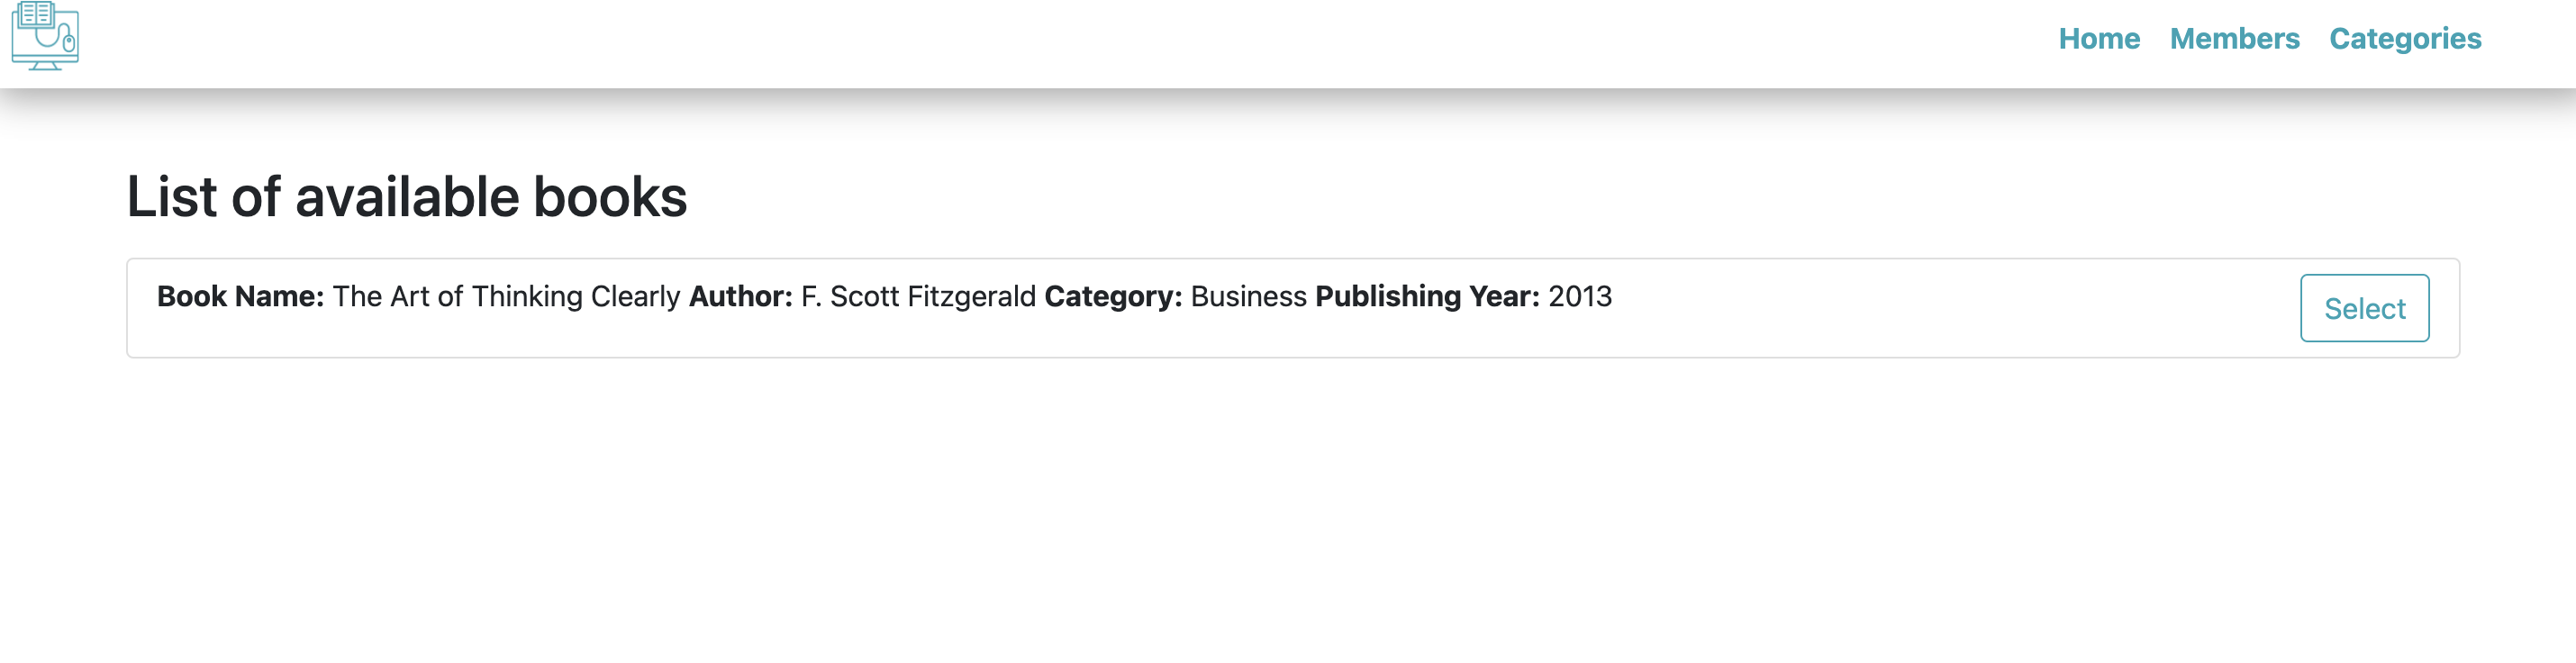 Home Members Categories
List of available books
Book Name: The Art of Thinking Clearly Author: F. Scott Fitzgerald Category: Business Publishing Year: 2013
Select